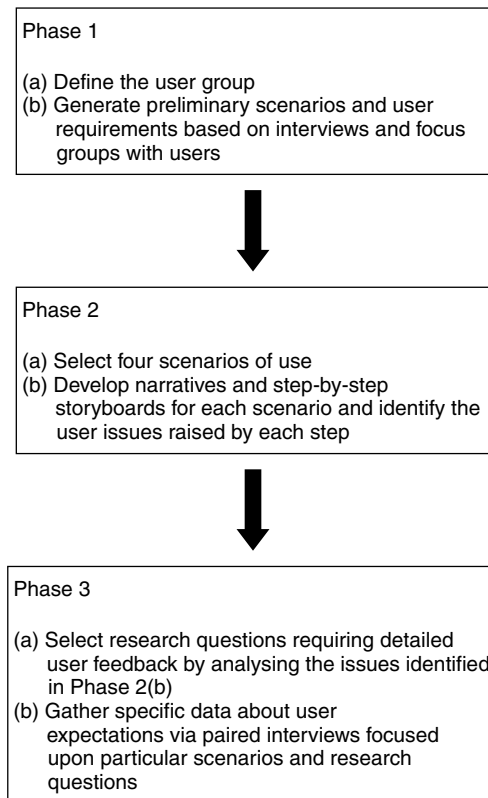 Phase 1
(a) Define the user group
(b) Generate preliminary scenarios and user
requirements based on interviews and focus
groups with users
Phase 2
(a) Select four scenarios of use
(b) Develop narratives and step-by-step
storyboards for each scenario and identify the
user issues raised by each step
Phase 3
(a) Select research questions requiring detailed
user feedback by analysing the issues identified
in Phase 2(b)
(b) Gather specific data about user
expectations via paired interviews focused
upon particular scenarios and research
questions